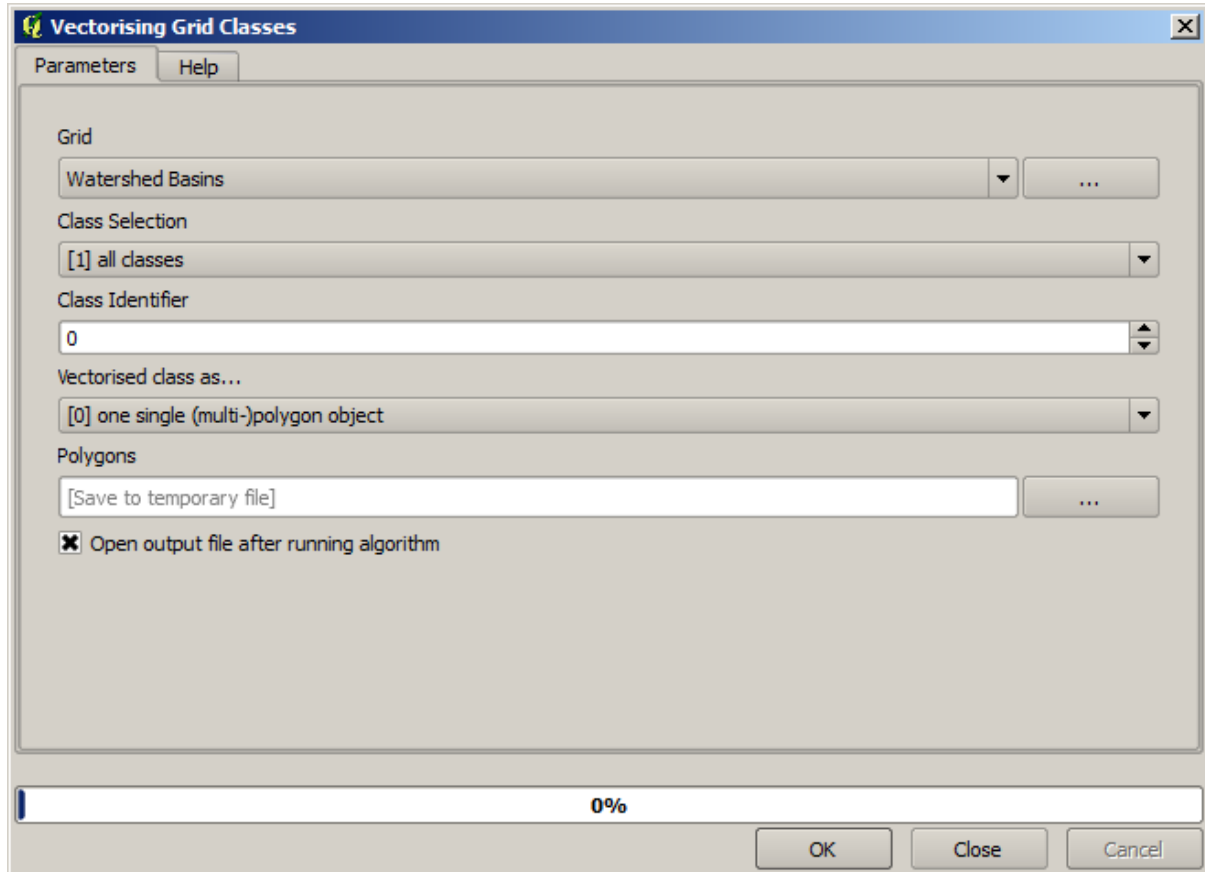 Vectorising Grid Classes
Parameters Help
Grid
Watershed Basins ...
Class Selection
[1] all classes
Class Identifier
0
Vectorised class as...
[0] one single (multi-)polygon object
Polygons
[Save to temporary file] ...
Open output file after running algorithm
0%
OK Close Cancel